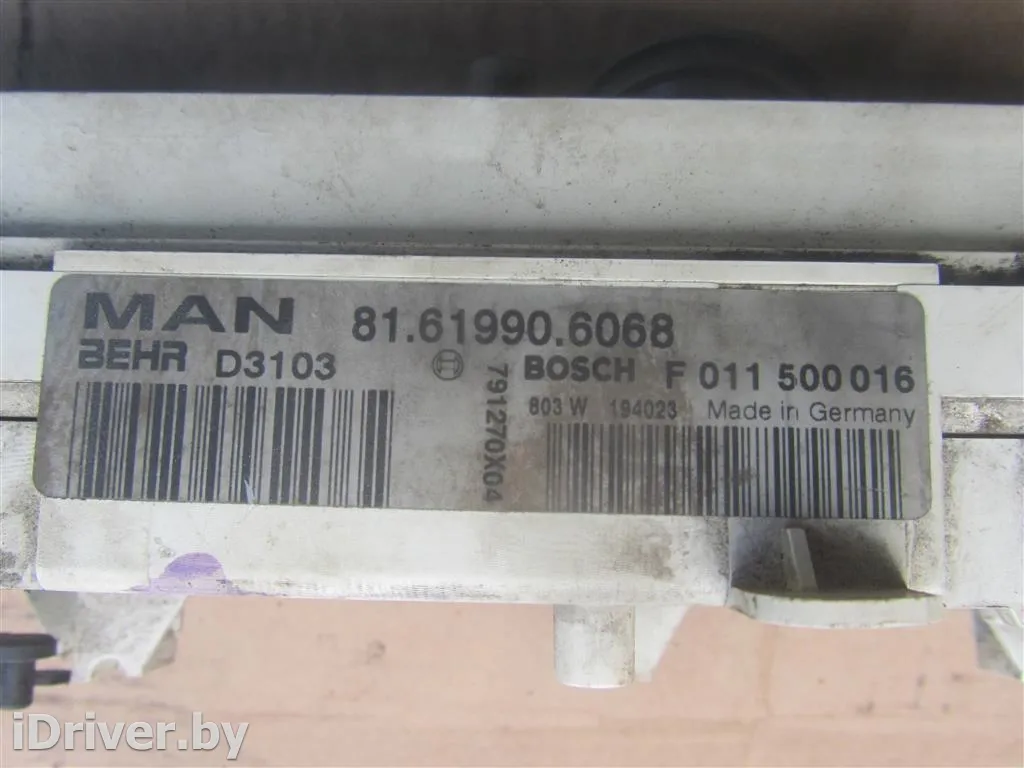 MAN 81.61990.6068
BEHR D3103 BOSCH F 011 500 016
803 W 194023 Made in Germany
791270X04
iDriver.by